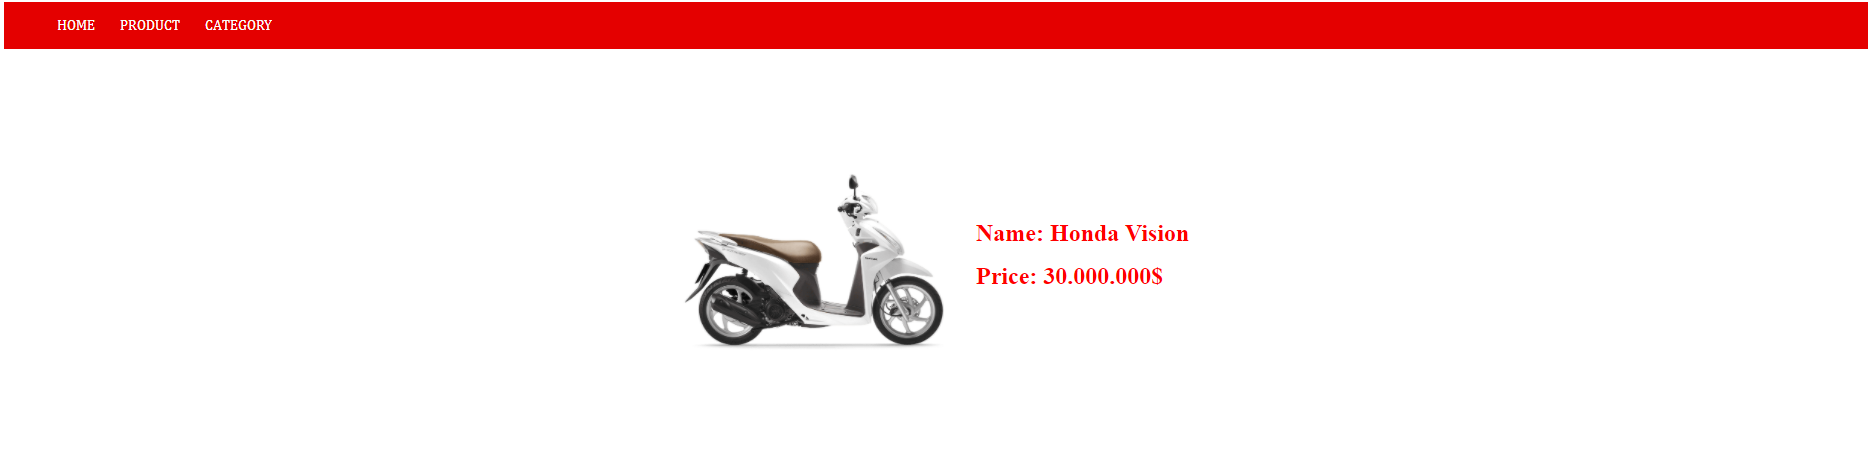 HOME PRODUCT CATEGORY
Name: Honda Vision
Price: 30.000.000$